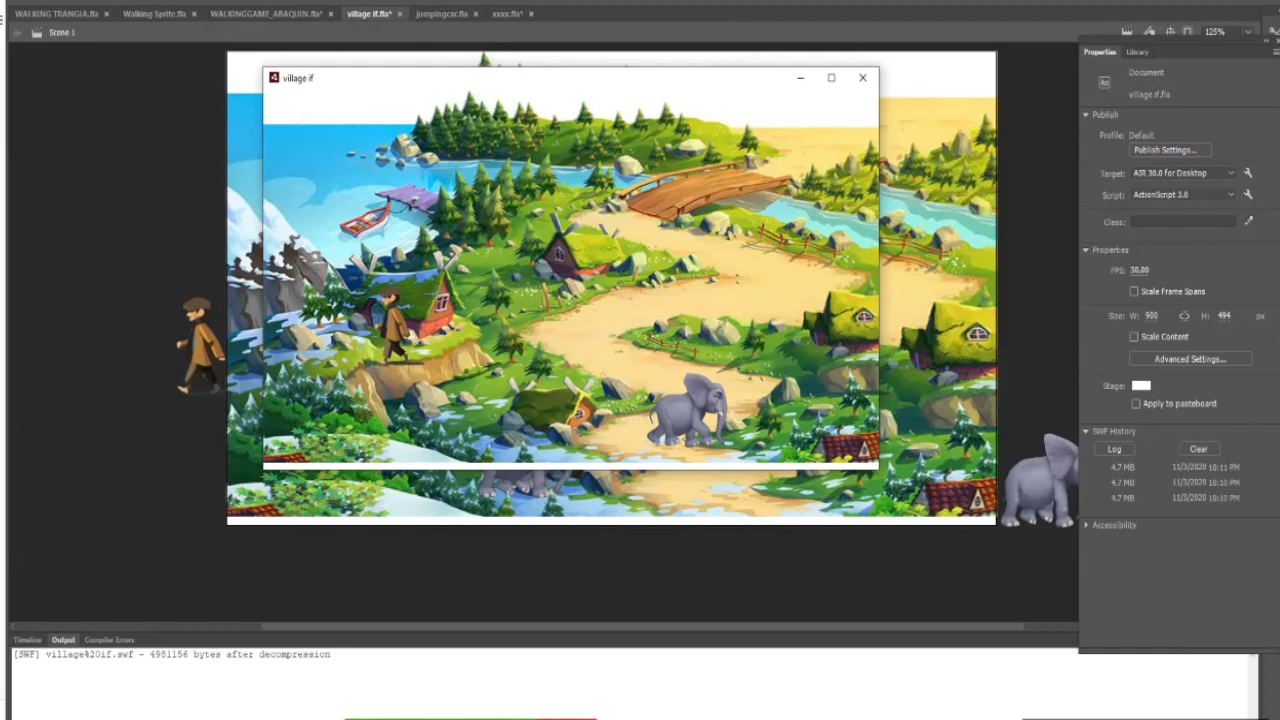 WALKING TRANGIA.fla × Walking Sprite.fla × WALKINGGAME_ABAQUIN.fla* × village if.fla* × jumpingcar.fla × xxxx.fla* ×
Scene 1
125%
village if
Properties Library
Document
An
village if.fla
Publish
Profile: Default
Publish Settings...
Target: AIR 30.0 for Desktop
Script: ActionScript 3.0
Class:
Properties
FPS: 30.00
Scale Frame Spans
Size: W: 900 H: 494 px
Scale Content
Advanced Settings...
Stage:
Apply to pasteboard
SWF History
Log Clear
4.7 MB 11/3/2020 10:11 PM
4.7 MB 11/3/2020 10:10 PM
4.7 MB 11/3/2020 10:10 PM
Accessibility
Timeline Output Compiler Errors
[SWF] village%20if.swf - 4981156 bytes after decompression